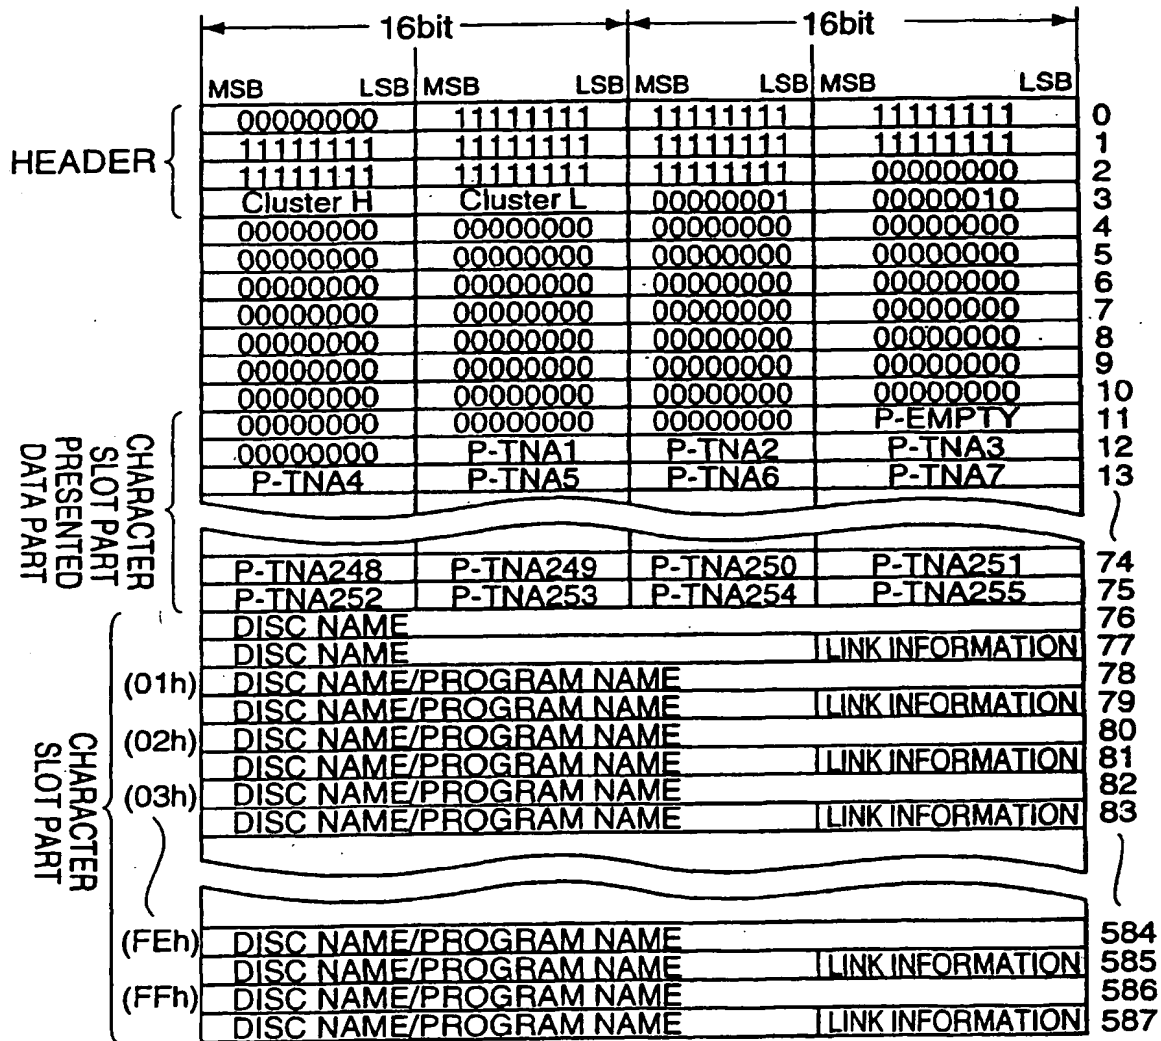 16bit 16bit
MSB LSB MSB LSB MSB LSB MSB LSB
HEADER
00000000 11111111 11111111 11111111 0
11111111 11111111 11111111 11111111 1
11111111 11111111 11111111 00000000 2
Cluster H Cluster L 00000001 00000010 3
00000000 00000000 00000000 00000000 4
00000000 00000000 00000000 00000000 5
00000000 00000000 00000000 00000000 6
00000000 00000000 00000000 00000000 7
00000000 00000000 00000000 00000000 8
00000000 00000000 00000000 00000000 9
00000000 00000000 00000000 00000000 10
CHARACTER
SLOT PART
PRESENTED
DATA PART
00000000 00000000 00000000 P-EMPTY 11
00000000 P-TNA1 P-TNA2 P-TNA3 12
P-TNA4 P-TNA5 P-TNA6 P-TNA7 13
P-TNA248 P-TNA249 P-TNA250 P-TNA251 74
P-TNA252 P-TNA253 P-TNA254 P-TNA255 75
CHARACTER
SLOT PART
DISC NAME 76
DISC NAME LINK INFORMATION 77
(01h) DISC NAME/PROGRAM NAME 78
DISC NAME/PROGRAM NAME LINK INFORMATION 79
(02h) DISC NAME/PROGRAM NAME 80
DISC NAME/PROGRAM NAME LINK INFORMATION 81
(03h) DISC NAME/PROGRAM NAME 82
DISC NAME/PROGRAM NAME LINK INFORMATION 83
(FEh) DISC NAME/PROGRAM NAME 584
DISC NAME/PROGRAM NAME LINK INFORMATION 585
(FFh) DISC NAME/PROGRAM NAME 586
DISC NAME/PROGRAM NAME LINK INFORMATION 587